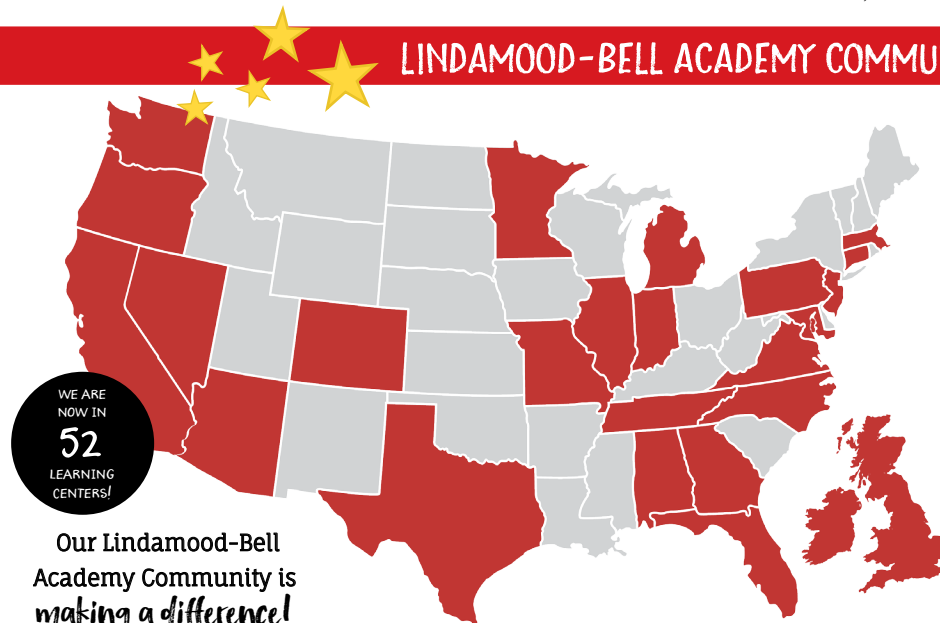 LINDAMOOD-BELL ACADEMY COMMU
WE ARE
NOW IN
52
LEARNING
CENTERS!
Our Lindamood-Bell
Academy Community is
making a difference!